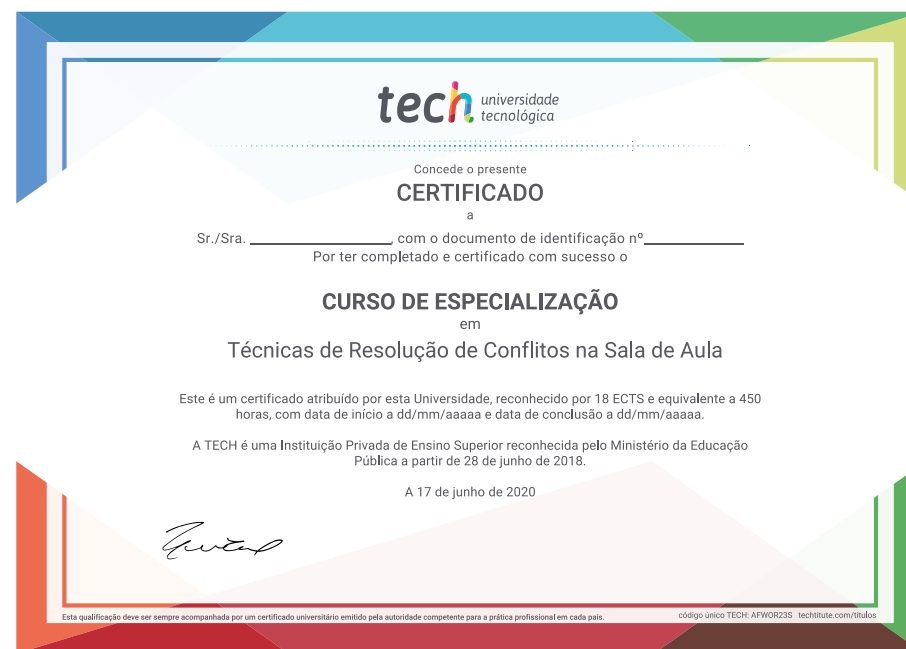 tech universidade
tecnológica
Concede o presente
CERTIFICADO
a
Sr./Sra. ____________, com o documento de identificação nº____________
Por ter completado e certificado com sucesso o
CURSO DE ESPECIALIZAÇÃO
em
Técnicas de Resolução de Conflitos na Sala de Aula
Este é um certificado atribuído por esta Universidade, reconhecido por 18 ECTS e equivalente a 450
horas, com data de início a dd/mm/aaaaa e data de conclusão a dd/mm/aaaaa.
A TECH é uma Instituição Privada de Ensino Superior reconhecida pelo Ministério da Educação
Pública a partir de 28 de junho de 2018.
A 17 de junho de 2020
Esta qualificação deve ser sempre acompanhada por um certificado universitário emitido pela autoridade competente para a prática profissional em cada país.
código único TECH: AFWOR23S techtitute.com/titulos